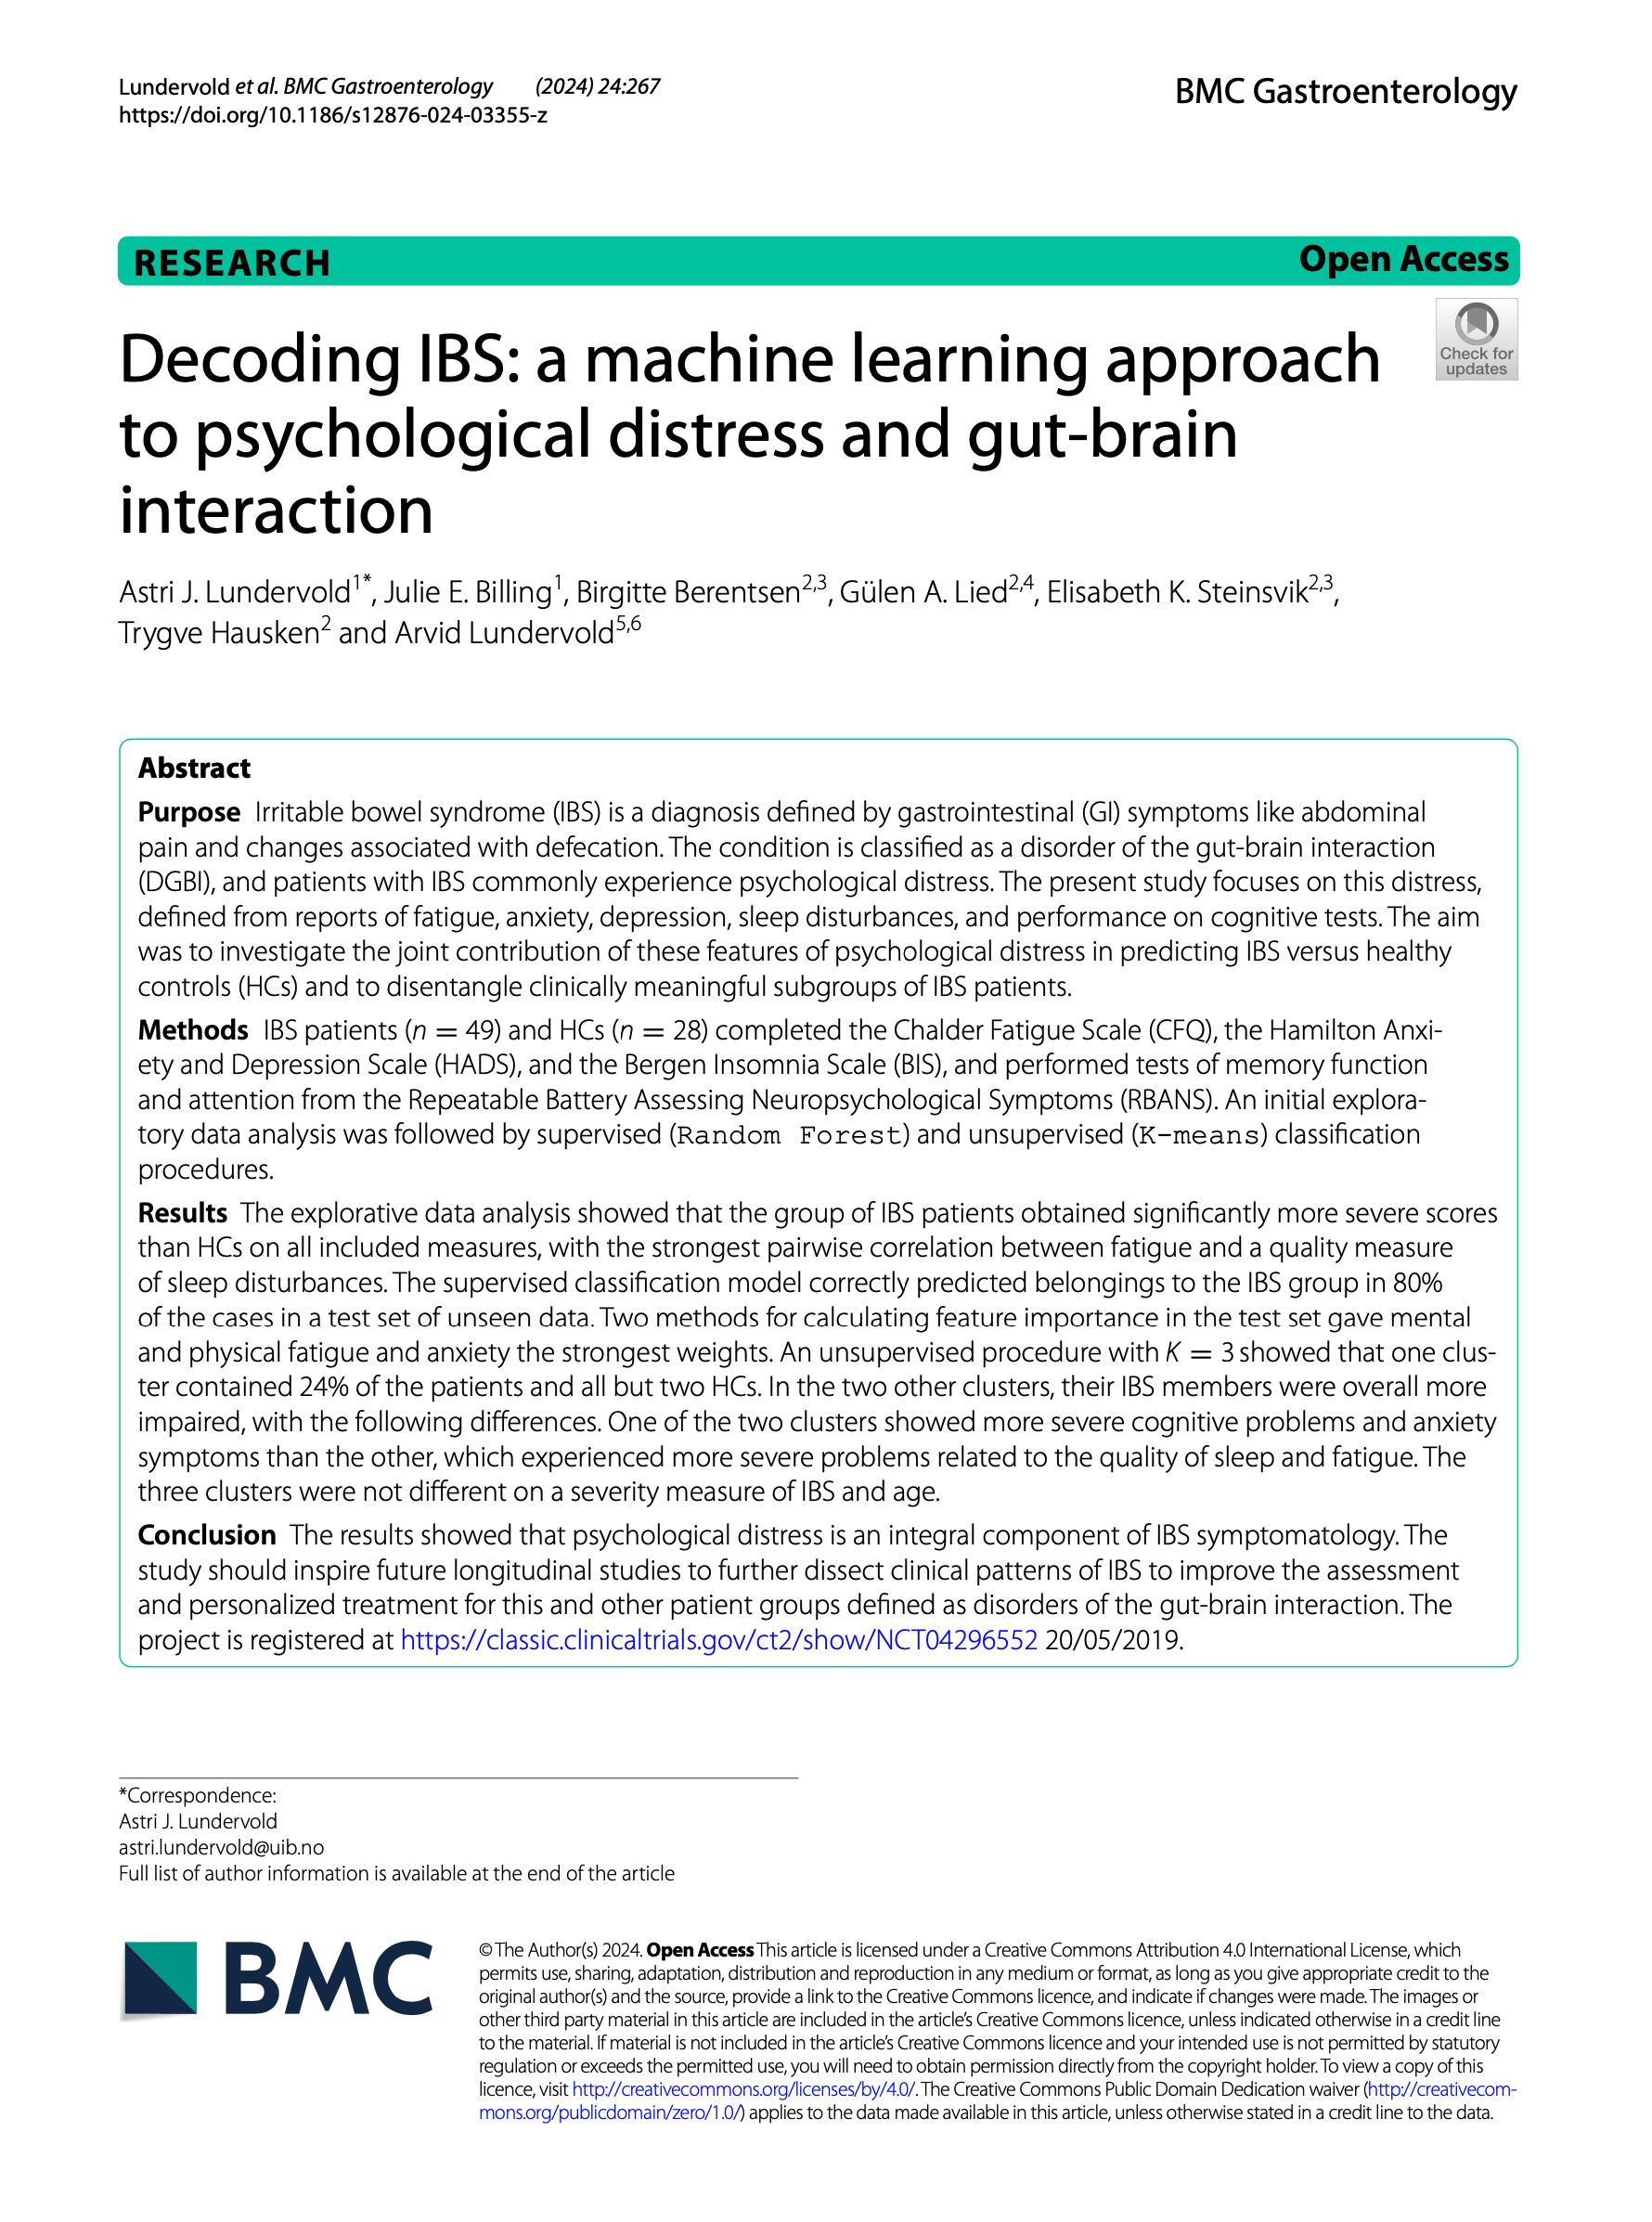 Lundervold et al. BMC Gastroenterology (2024) 24:267
https://doi.org/10.1186/s12876-024-03355-z
BMC Gastroenterology
RESEARCH
Open Access
Check for
updates
Decoding IBS: a machine learning approach
to psychological distress and gut-brain
interaction
Astri J. Lundervold1*, Julie E. Billing1, Birgitte Berentsen2,3, Gülen A. Lied2,4, Elisabeth K. Steinsvik2,3,
Trygve Hausken2 and Arvid Lundervold5,6
Abstract
Purpose Irritable bowel syndrome (IBS) is a diagnosis defined by gastrointestinal (GI) symptoms like abdominal
pain and changes associated with defecation. The condition is classified as a disorder of the gut-brain interaction
(DGBI), and patients with IBS commonly experience psychological distress. The present study focuses on this distress,
defined from reports of fatigue, anxiety, depression, sleep disturbances, and performance on cognitive tests. The aim
was to investigate the joint contribution of these features of psychological distress in predicting IBS versus healthy
controls (HCs) and to disentangle clinically meaningful subgroups of IBS patients.
Methods IBS patients (n = 49) and HCs (n = 28) completed the Chalder Fatigue Scale (CFQ), the Hamilton Anxi-
ety and Depression Scale (HADS), and the Bergen Insomnia Scale (BIS), and performed tests of memory function
and attention from the Repeatable Battery Assessing Neuropsychological Symptoms (RBANS). An initial explora-
tory data analysis was followed by supervised (Random Forest) and unsupervised (K-means) classification
procedures.
Results The explorative data analysis showed that the group of IBS patients obtained significantly more severe scores
than HCs on all included measures, with the strongest pairwise correlation between fatigue and a quality measure
of sleep disturbances. The supervised classification model correctly predicted belongings to the IBS group in 80%
of the cases in a test set of unseen data. Two methods for calculating feature importance in the test set gave mental
and physical fatigue and anxiety the strongest weights. An unsupervised procedure with K = 3 showed that one clus-
ter contained 24% of the patients and all but two HCs. In the two other clusters, their IBS members were overall more
impaired, with the following differences. One of the two clusters showed more severe cognitive problems and anxiety
symptoms than the other, which experienced more severe problems related to the quality of sleep and fatigue. The
three clusters were not different on a severity measure of IBS and age.
Conclusion The results showed that psychological distress is an integral component of IBS symptomatology. The
study should inspire future longitudinal studies to further dissect clinical patterns of IBS to improve the assessment
and personalized treatment for this and other patient groups defined as disorders of the gut-brain interaction. The
project is registered at https://classic.clinicaltrials.gov/ct2/show/NCT04296552 20/05/2019.
*Correspondence:
Astri J. Lundervold
astri.lundervold@uib.no
Full list of author information is available at the end of the article
BMC
© The Author(s) 2024. Open Access This article is licensed under a Creative Commons Attribution 4.0 International License, which
permits use, sharing, adaptation, distribution and reproduction in any medium or format, as long as you give appropriate credit to the
original author(s) and the source, provide a link to the Creative Commons licence, and indicate if changes were made. The images or
other third party material in this article are included in the article's Creative Commons licence, unless indicated otherwise in a credit line
to the material. If material is not included in the article's Creative Commons licence and your intended use is not permitted by statutory
regulation or exceeds the permitted use, you will need to obtain permission directly from the copyright holder. To view a copy of this
licence, visit http://creativecommons.org/licenses/by/4.0/. The Creative Commons Public Domain Dedication waiver (http://creativecom-
mons.org/publicdomain/zero/1.0/) applies to the data made available in this article, unless otherwise stated in a credit line to the data.